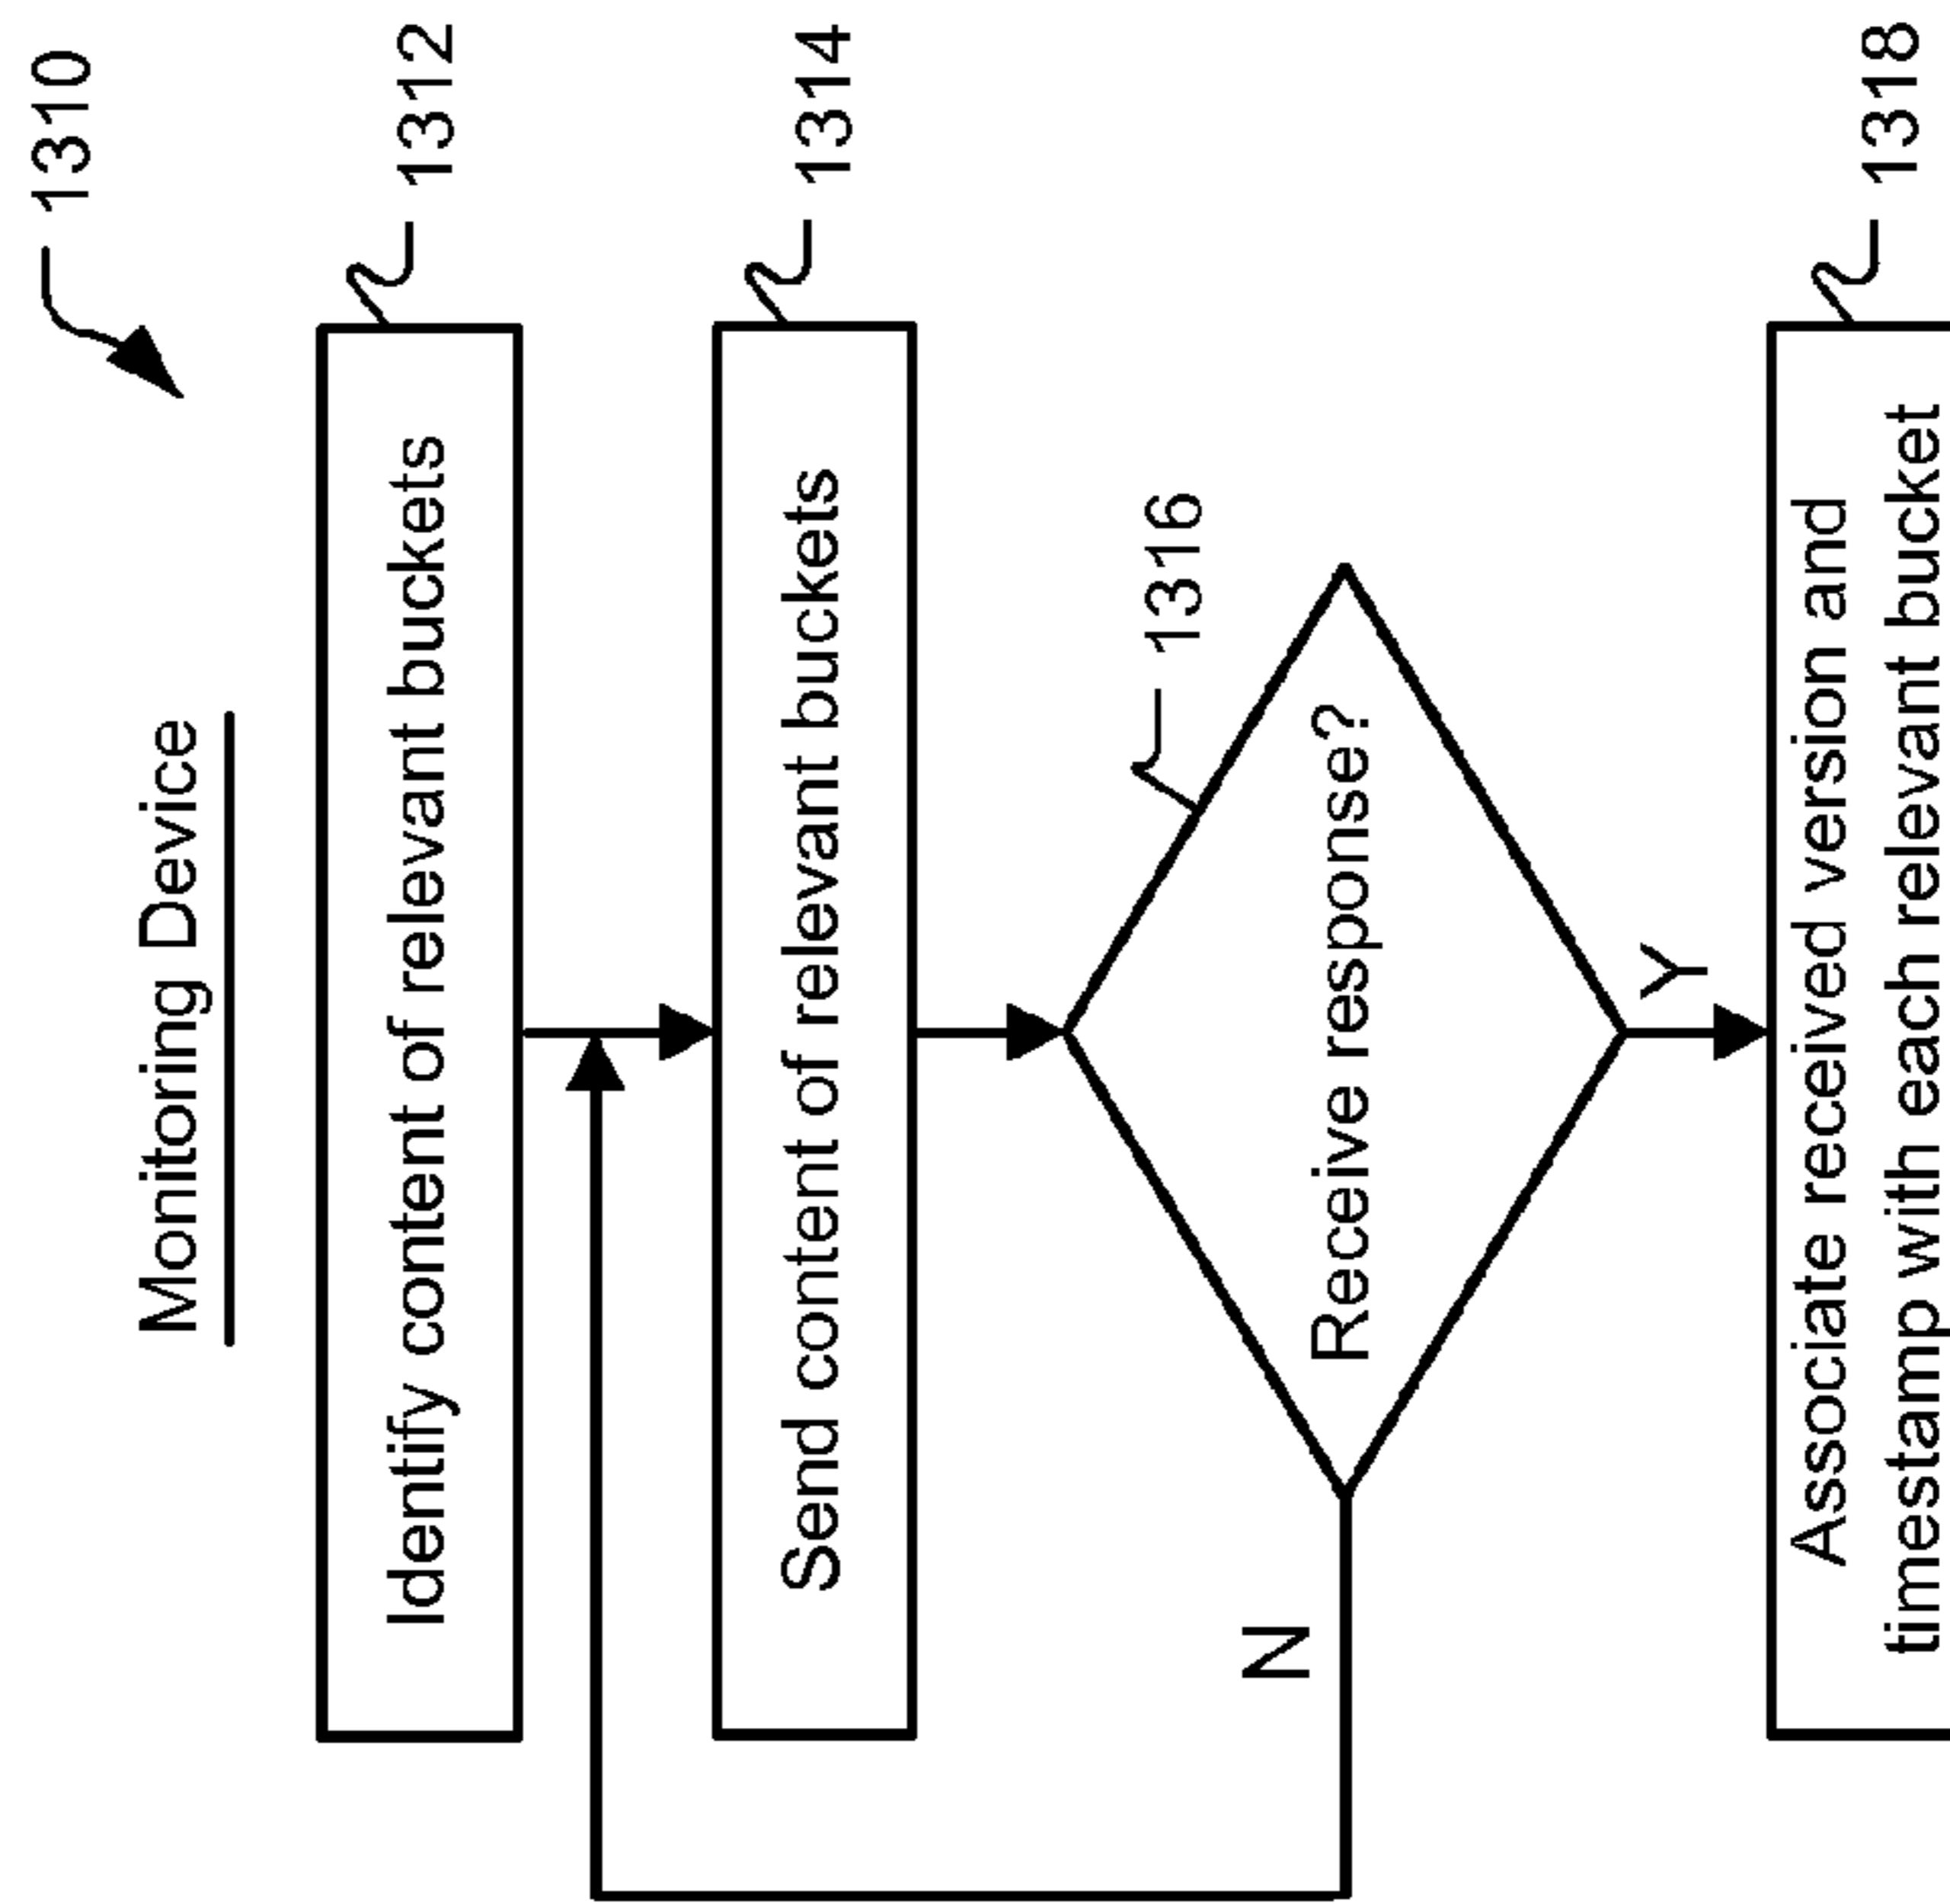 1310
Monitoring Device
1312
Identify content of relevant buckets
1314
Send content of relevant buckets
1316
Receive response?
N
Y
1318
Associate received version and
timestamp with each relevant bucket